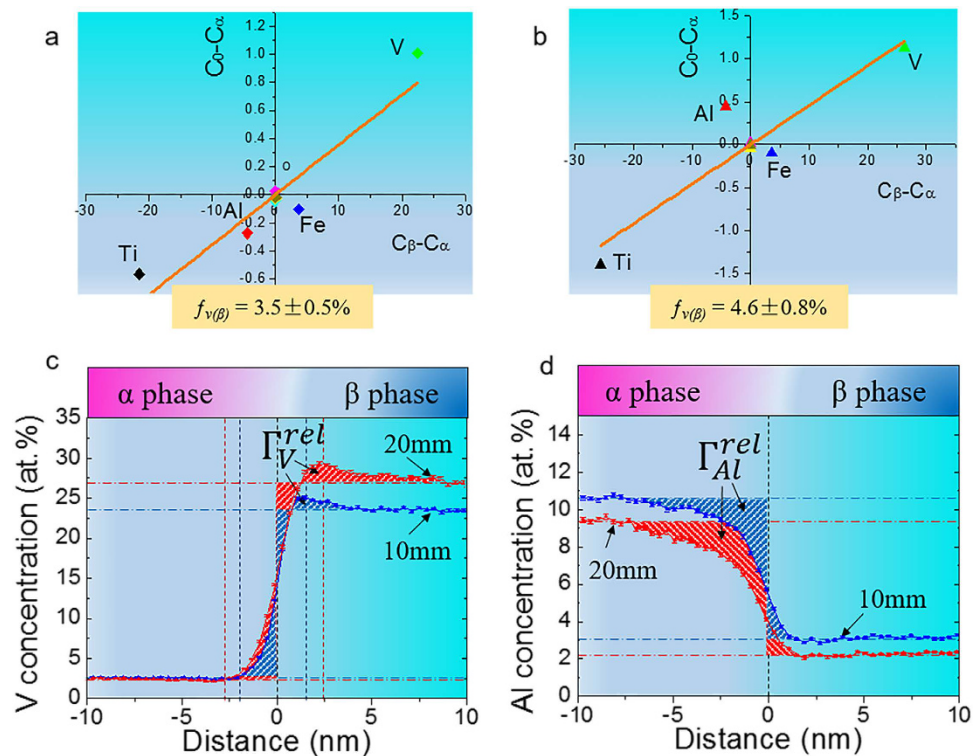 a
C₀-Cα
1.2
1.0
0.8
0.6
0.4
0.2
0.0
-0.2
-0.4
-0.6
-30 -20 -10 0 10 20 30
V
o
Al
Fe
Ti
Cβ-Cα
fv(β) = 3.5±0.5%
b
C₀-Cα
1.5
1.0
0.5
0.0
-0.5
-1.0
-1.5
-30 -20 -10 0 10 20 30
V
Al
Fe
Ti
Cβ-Cα
fv(β) = 4.6±0.8%
c
α phase β phase
V concentration (at. %)
35
30
25
20
15
10
5
0
-10 -5 0 5 10
Γ_V^rel
20mm
10mm
Distance (nm)
d
α phase β phase
Al concentration (at. %)
14
12
10
8
6
4
2
0
-10 -5 0 5 10
Γ_Al^rel
20mm
10mm
Distance (nm)